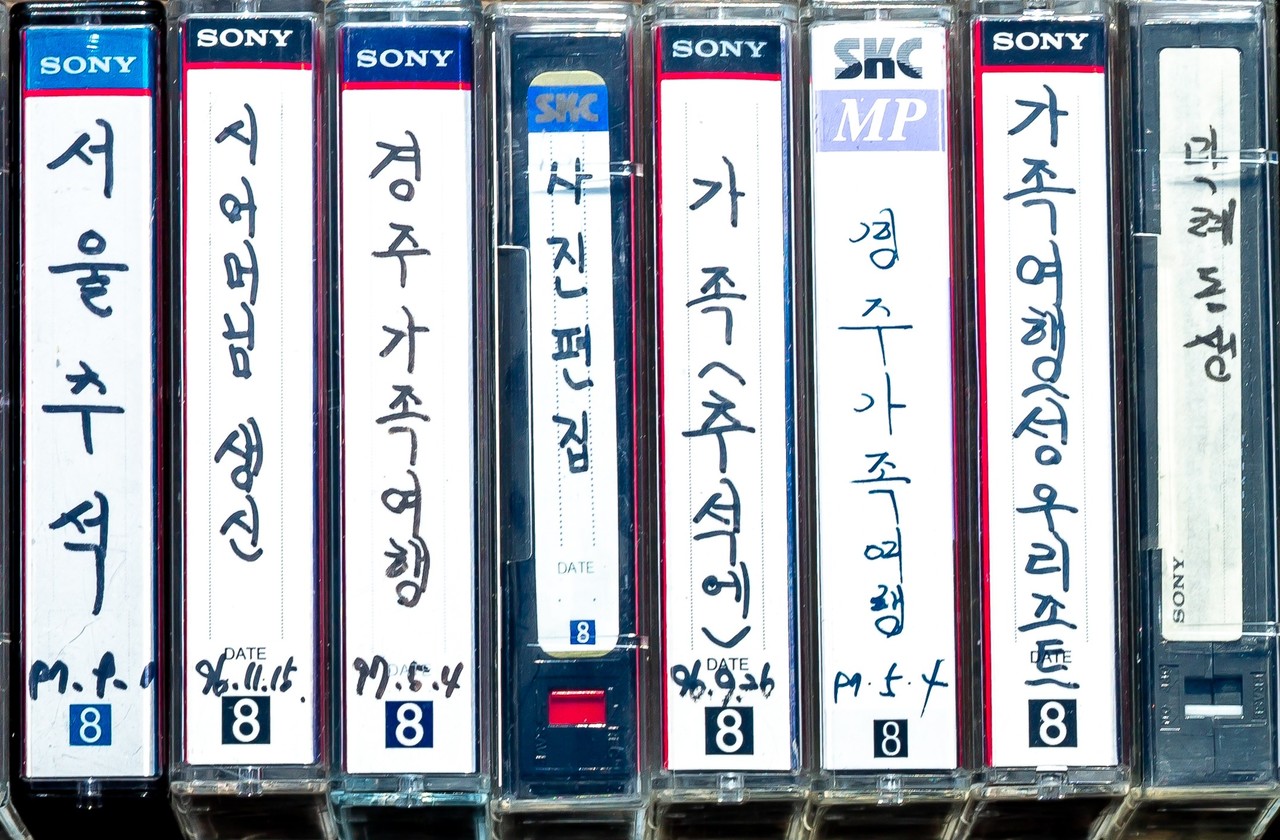 SONY
서울추석
97.9.1
8
SONY
시외머님 생신
DATE
96.11.15.
8
SONY
경주가족여행
DATE
97.5.4
8
SKC
사진편집
DATE
8
SONY
가족<추석에>
DATE
96.9.26
8
SKC
MP
경주가족여행
97.5.4
8
SONY
가족여행(성우리조트)
DATE
8
SONY